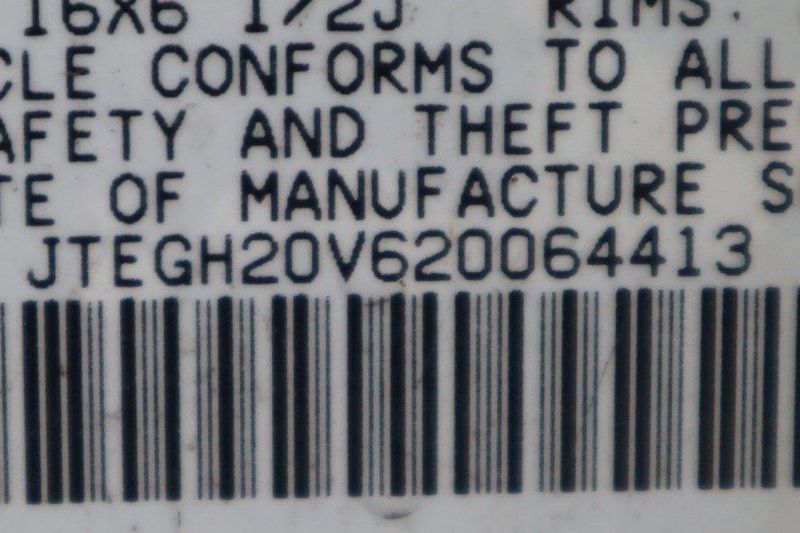 16X6 1/2J RIMS.
CLE CONFORMS TO ALL
AFETY AND THEFT PRE
TE OF MANUFACTURE S
JTEGH20V620064413